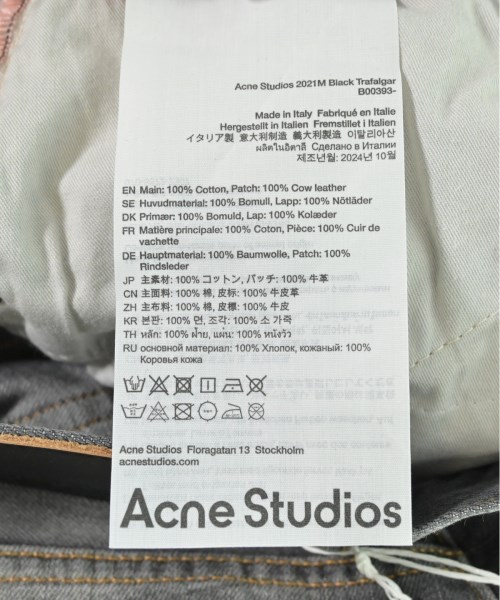 Acne Studios 2021M Black Trafalgar
B00393-
Made in Italy Fabriqué en Italie
Hergestellt in Italien Fremstillet i Italien
イタリア製 意大利制造 義大利製造 이탈리아산
ผลิตในอิตาลี Сделано в Италии
제조년월: 2024년 10월
EN Main: 100% Cotton, Patch: 100% Cow leather
SE Huvudmaterial: 100% Bomull, Lapp: 100% Nötläder
DK Primær: 100% Bomuld, Lap: 100% Kolæder
FR Matière principale: 100% Coton, Pièce: 100% Cuir de
vachette
DE Hauptmaterial: 100% Baumwolle, Patch: 100%
Rindsleder
JP 主素材: 100% コットン, パッチ: 100% 牛革
CN 主面料: 100% 棉, 皮标: 100% 牛皮革
ZH 主布料: 100% 棉, 皮標: 100% 牛皮
KR 본판: 100% 면, 조각: 100% 소 가죽
TH หลัก: 100% ฝ้าย, แผ่น: 100% หนังวัว
RU основной материал: 100% Хлопок, кожаный: 100%
Коровья кожа
Acne Studios Floragatan 13 Stockholm
acnestudios.com
Acne Studios